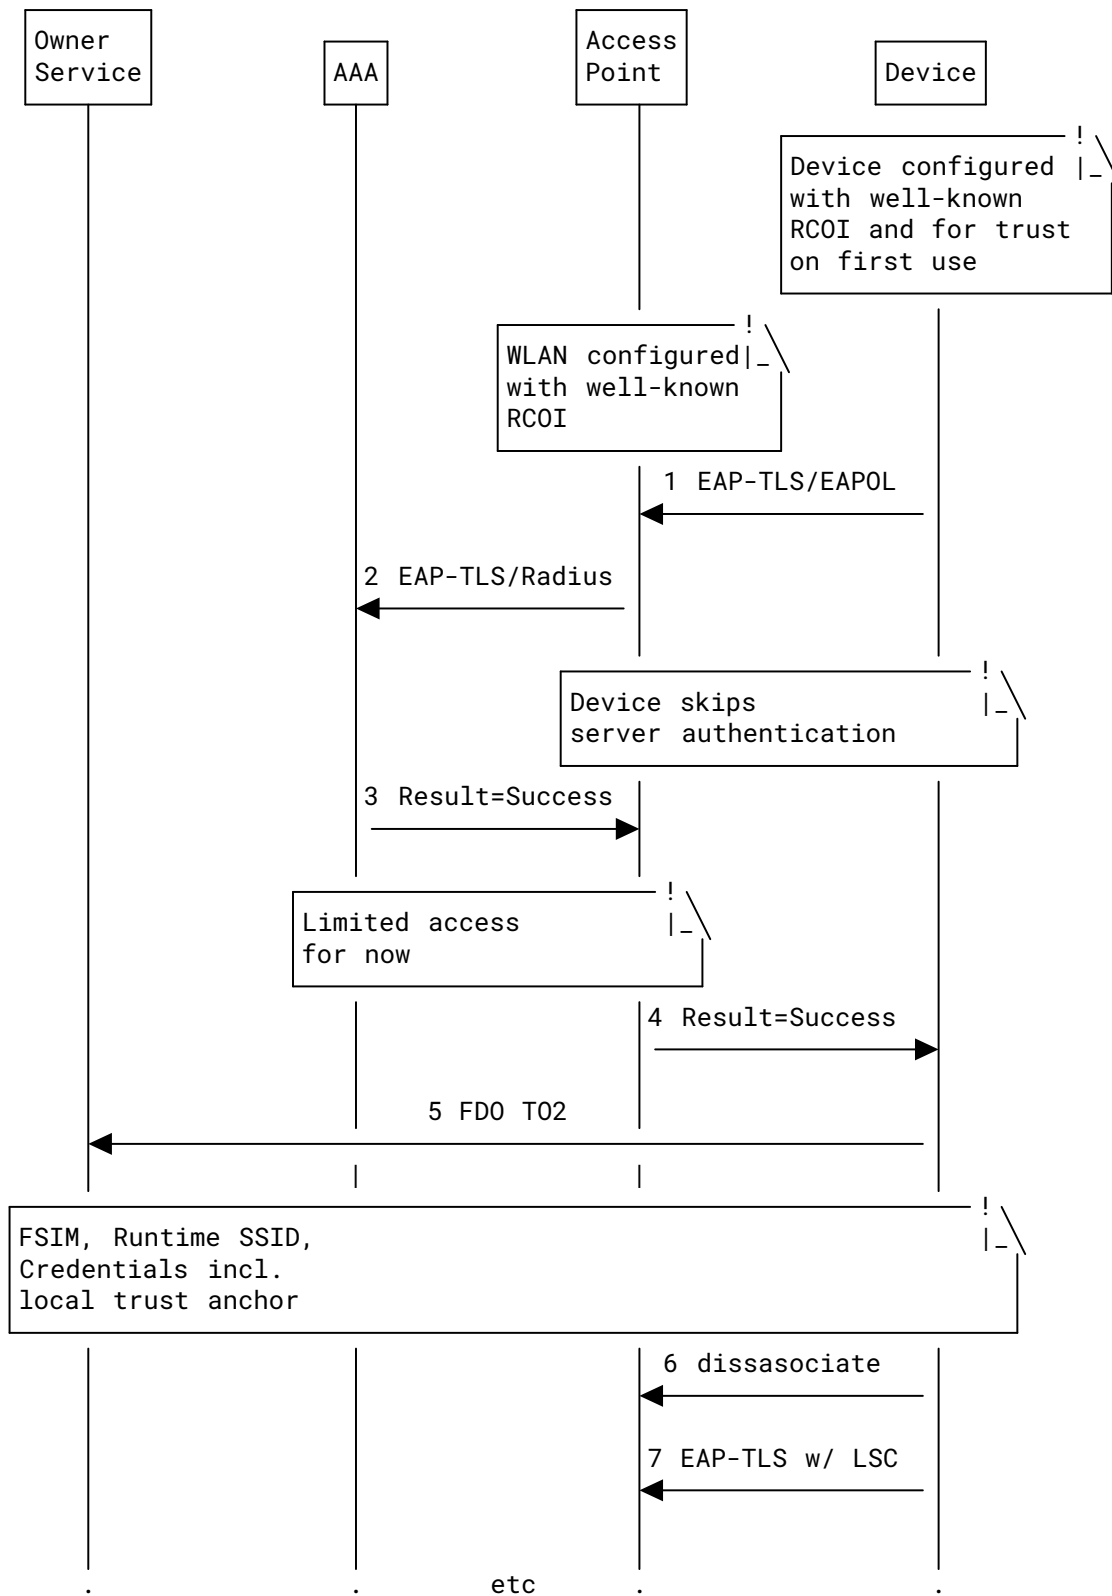 Owner
Service
AAA
Access
Point
Device
Device configured
with well-known
RCOI and for trust
on first use
WLAN configured
with well-known
RCOI
1 EAP-TLS/EAPOL
2 EAP-TLS/Radius
Device skips
server authentication
3 Result=Success
Limited access
for now
4 Result=Success
5 FDO TO2
FSIM, Runtime SSID,
Credentials incl.
local trust anchor
6 dissasociate
7 EAP-TLS w/ LSC
. . etc . .